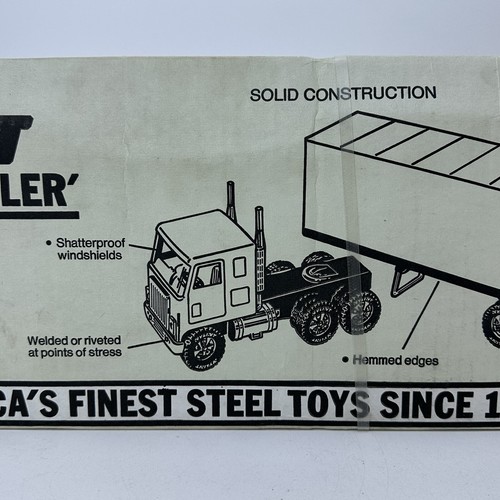 SOLID CONSTRUCTION
T
LER'
• Shatterproof
windshields
Welded or riveted
at points of stress
• Hemmed edges
CA'S FINEST STEEL TOYS SINCE 1